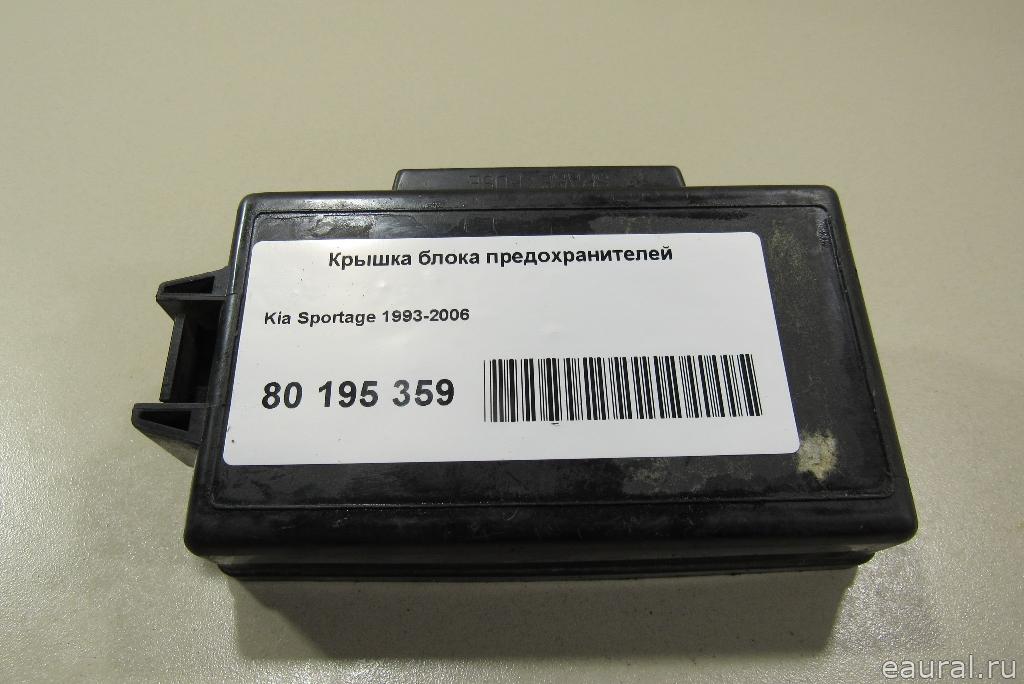 Крышка блока предохранителей
Kia Sportage 1993-2006
80 195 359
eaural.ru